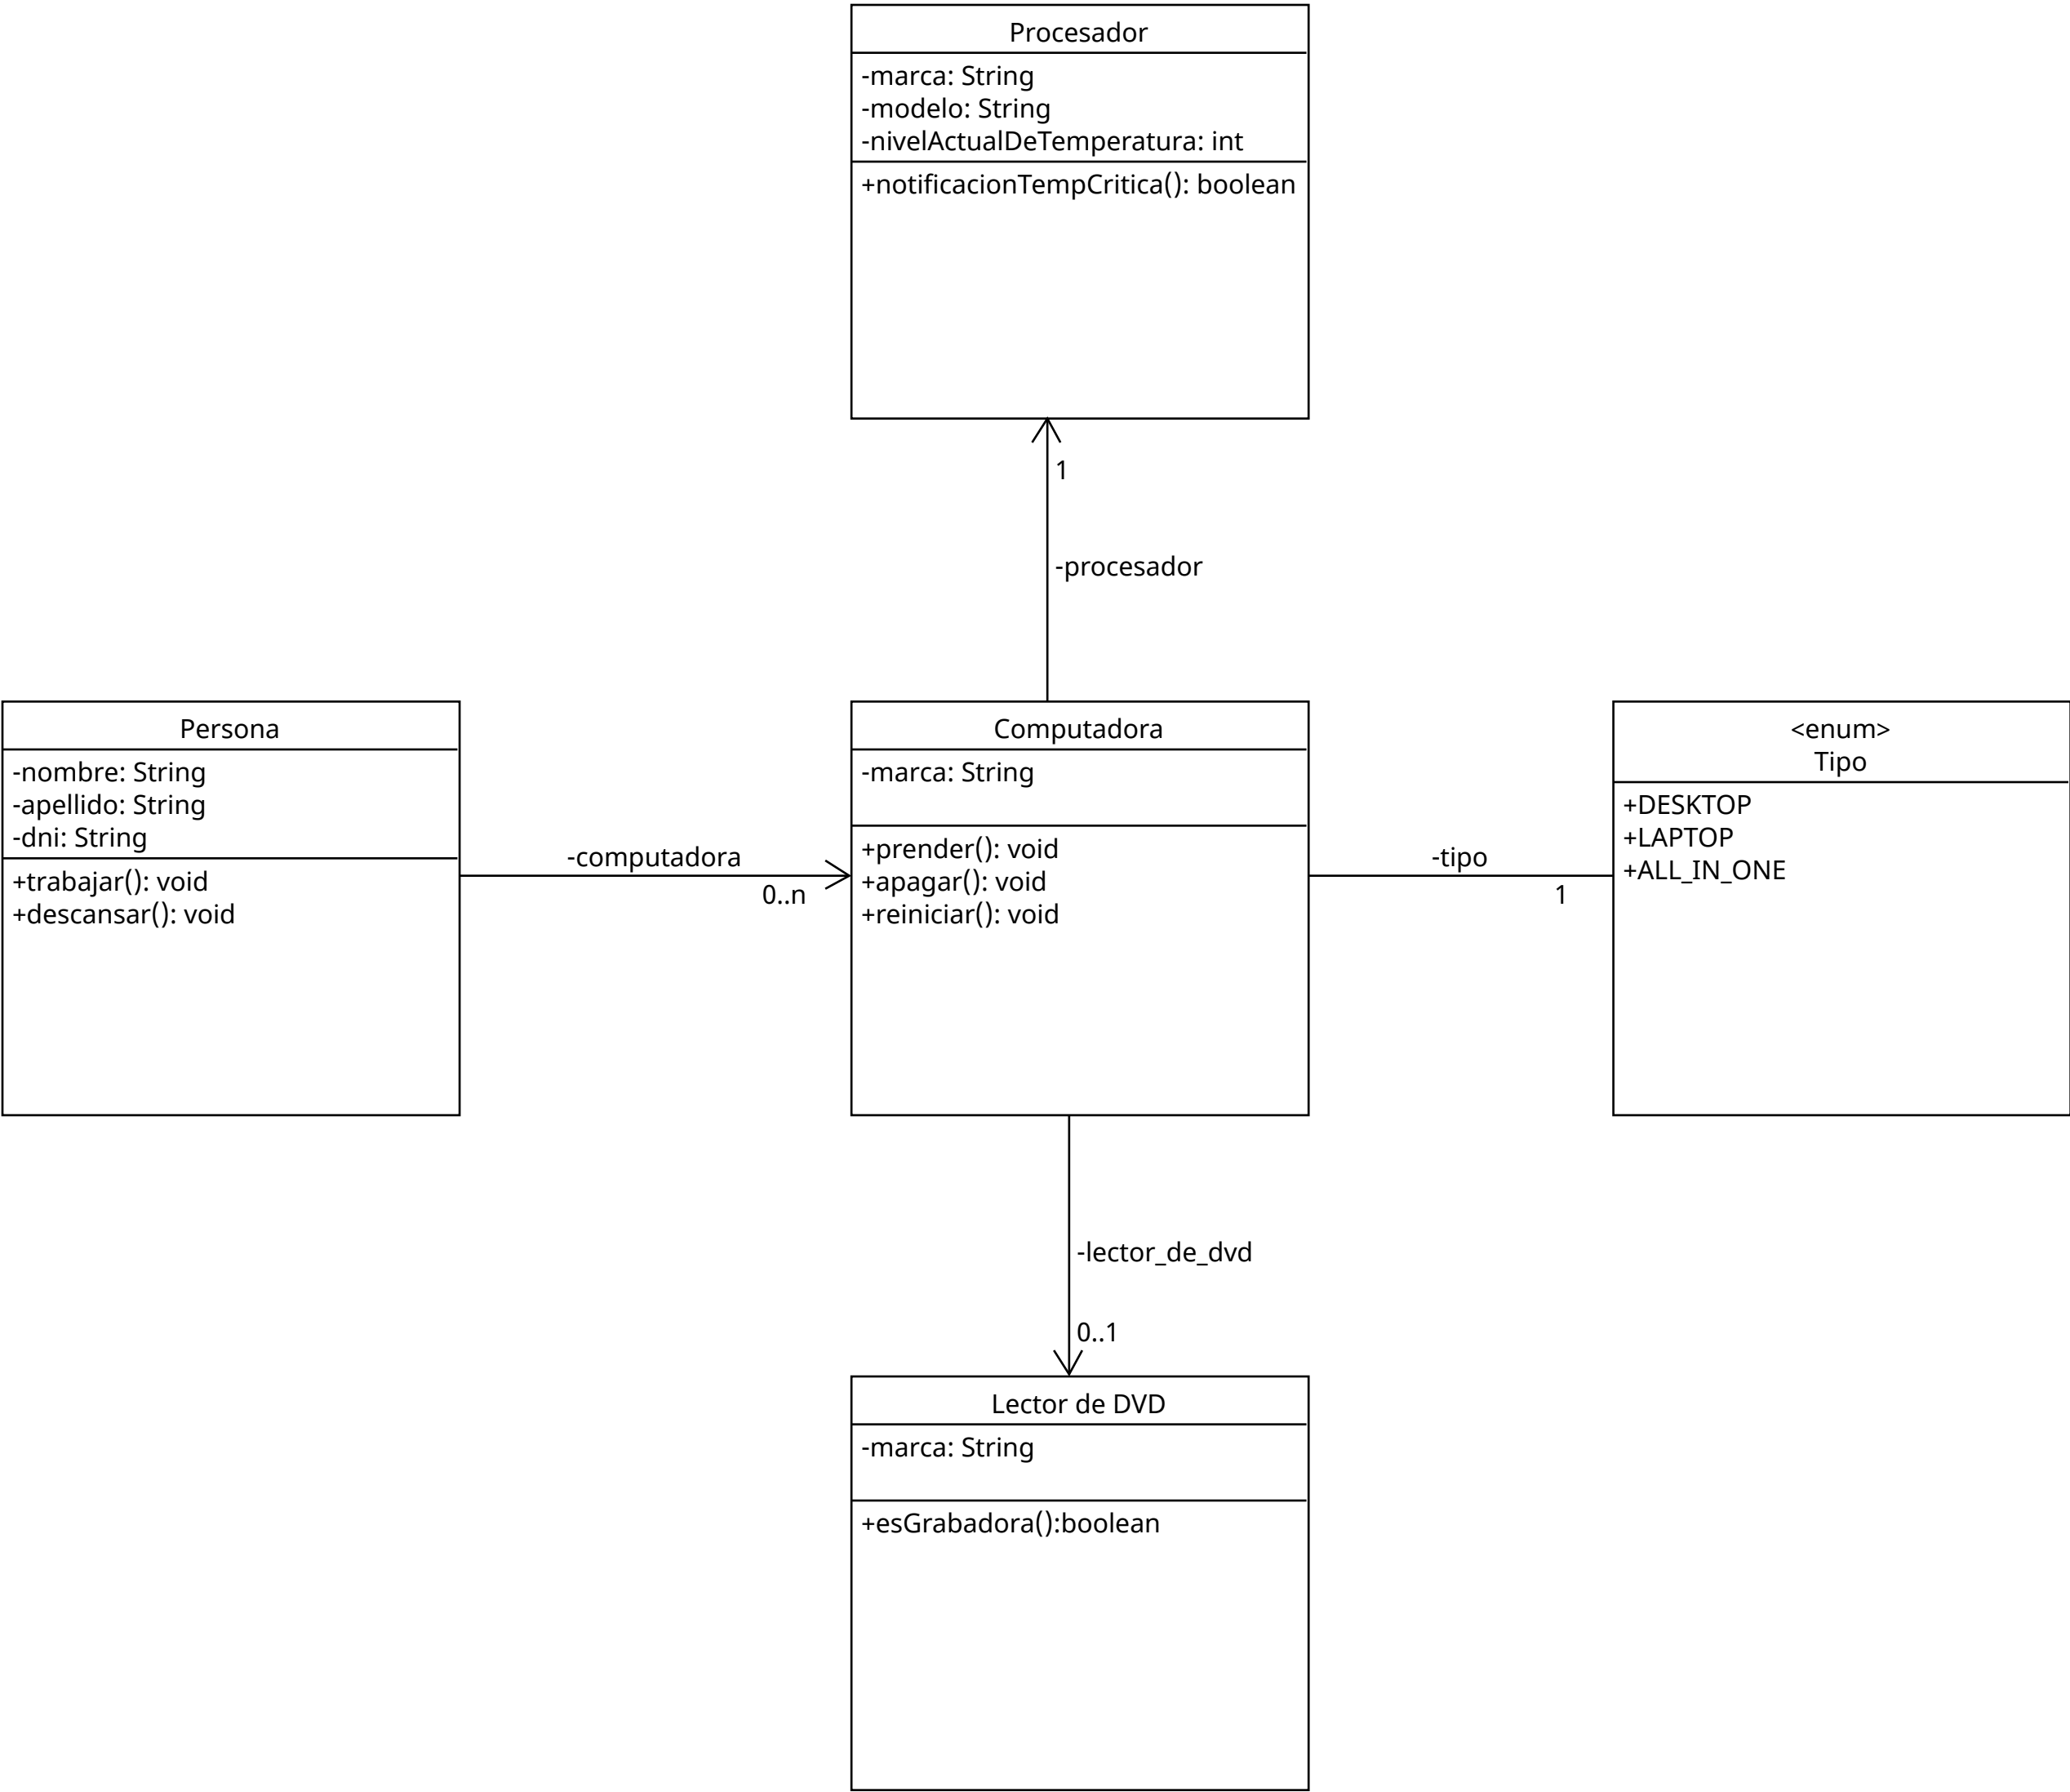 Procesador
-marca: String
-modelo: String
-nivelActualDeTemperatura: int
+notificacionTempCritica(): boolean
1
-procesador
Persona
-nombre: String
-apellido: String
-dni: String
+trabajar(): void
+descansar(): void
-computadora
0..n
Computadora
-marca: String
+prender(): void
+apagar(): void
+reiniciar(): void
-tipo
1
<enum>
Tipo
+DESKTOP
+LAPTOP
+ALL_IN_ONE
-lector_de_dvd
0..1
Lector de DVD
-marca: String
+esGrabadora():boolean